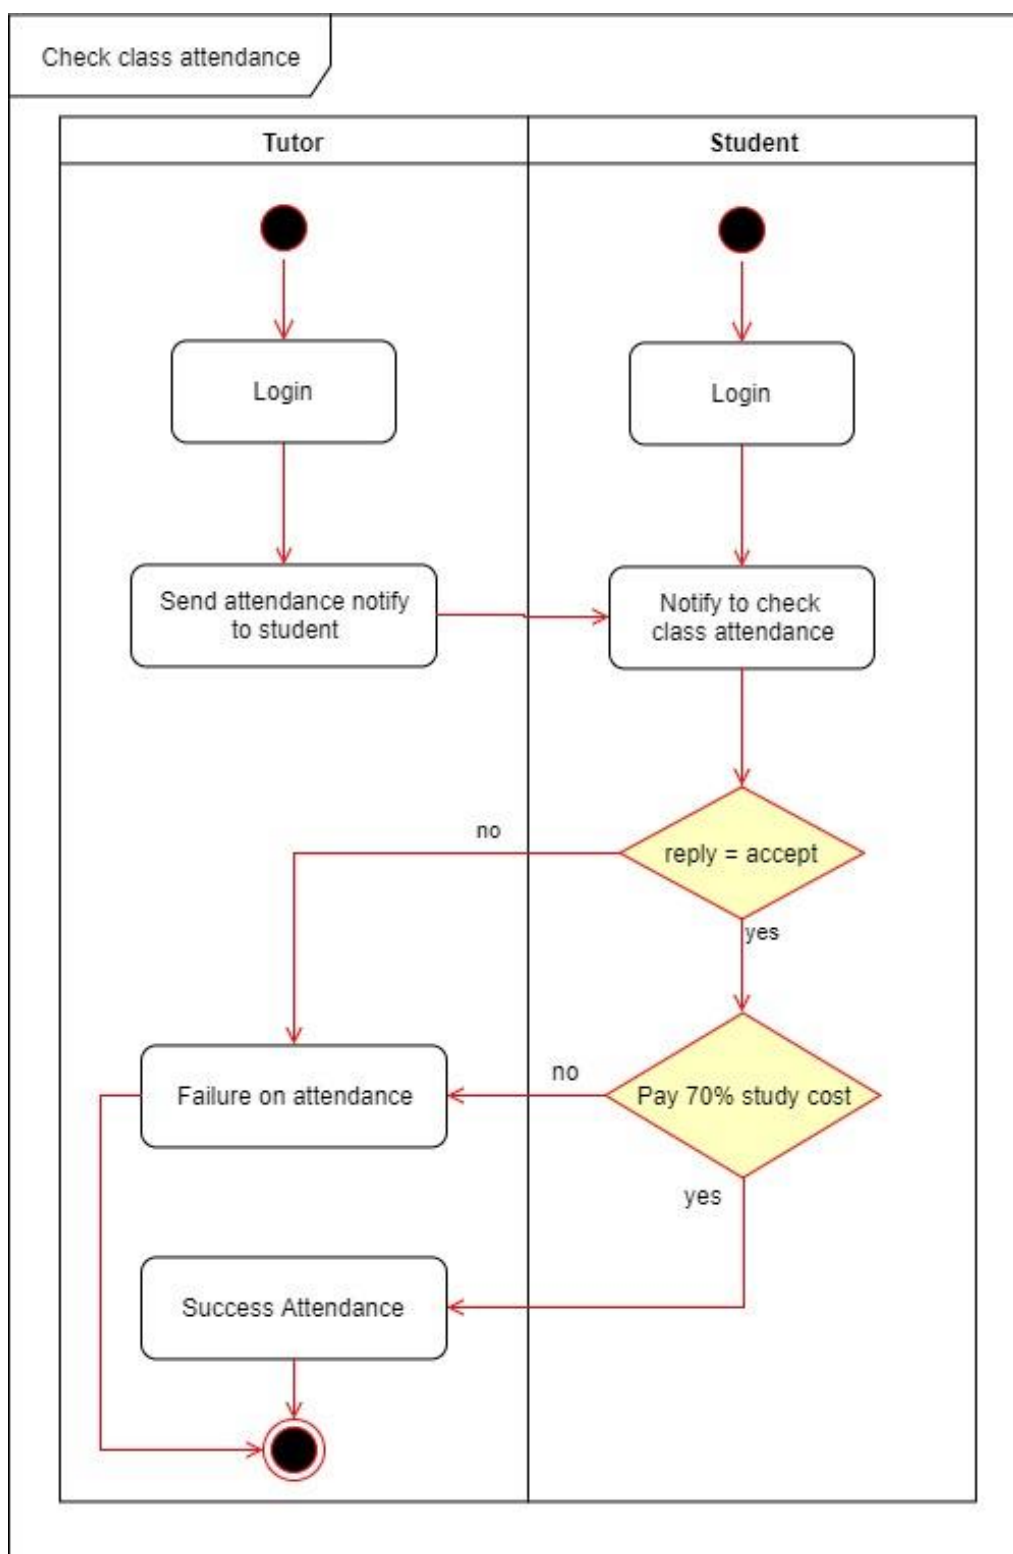 Check class attendance
Tutor
Student
Login
Login
Send attendance notify
to student
Notify to check
class attendance
no
reply = accept
yes
Failure on attendance
no
Pay 70% study cost
yes
Success Attendance